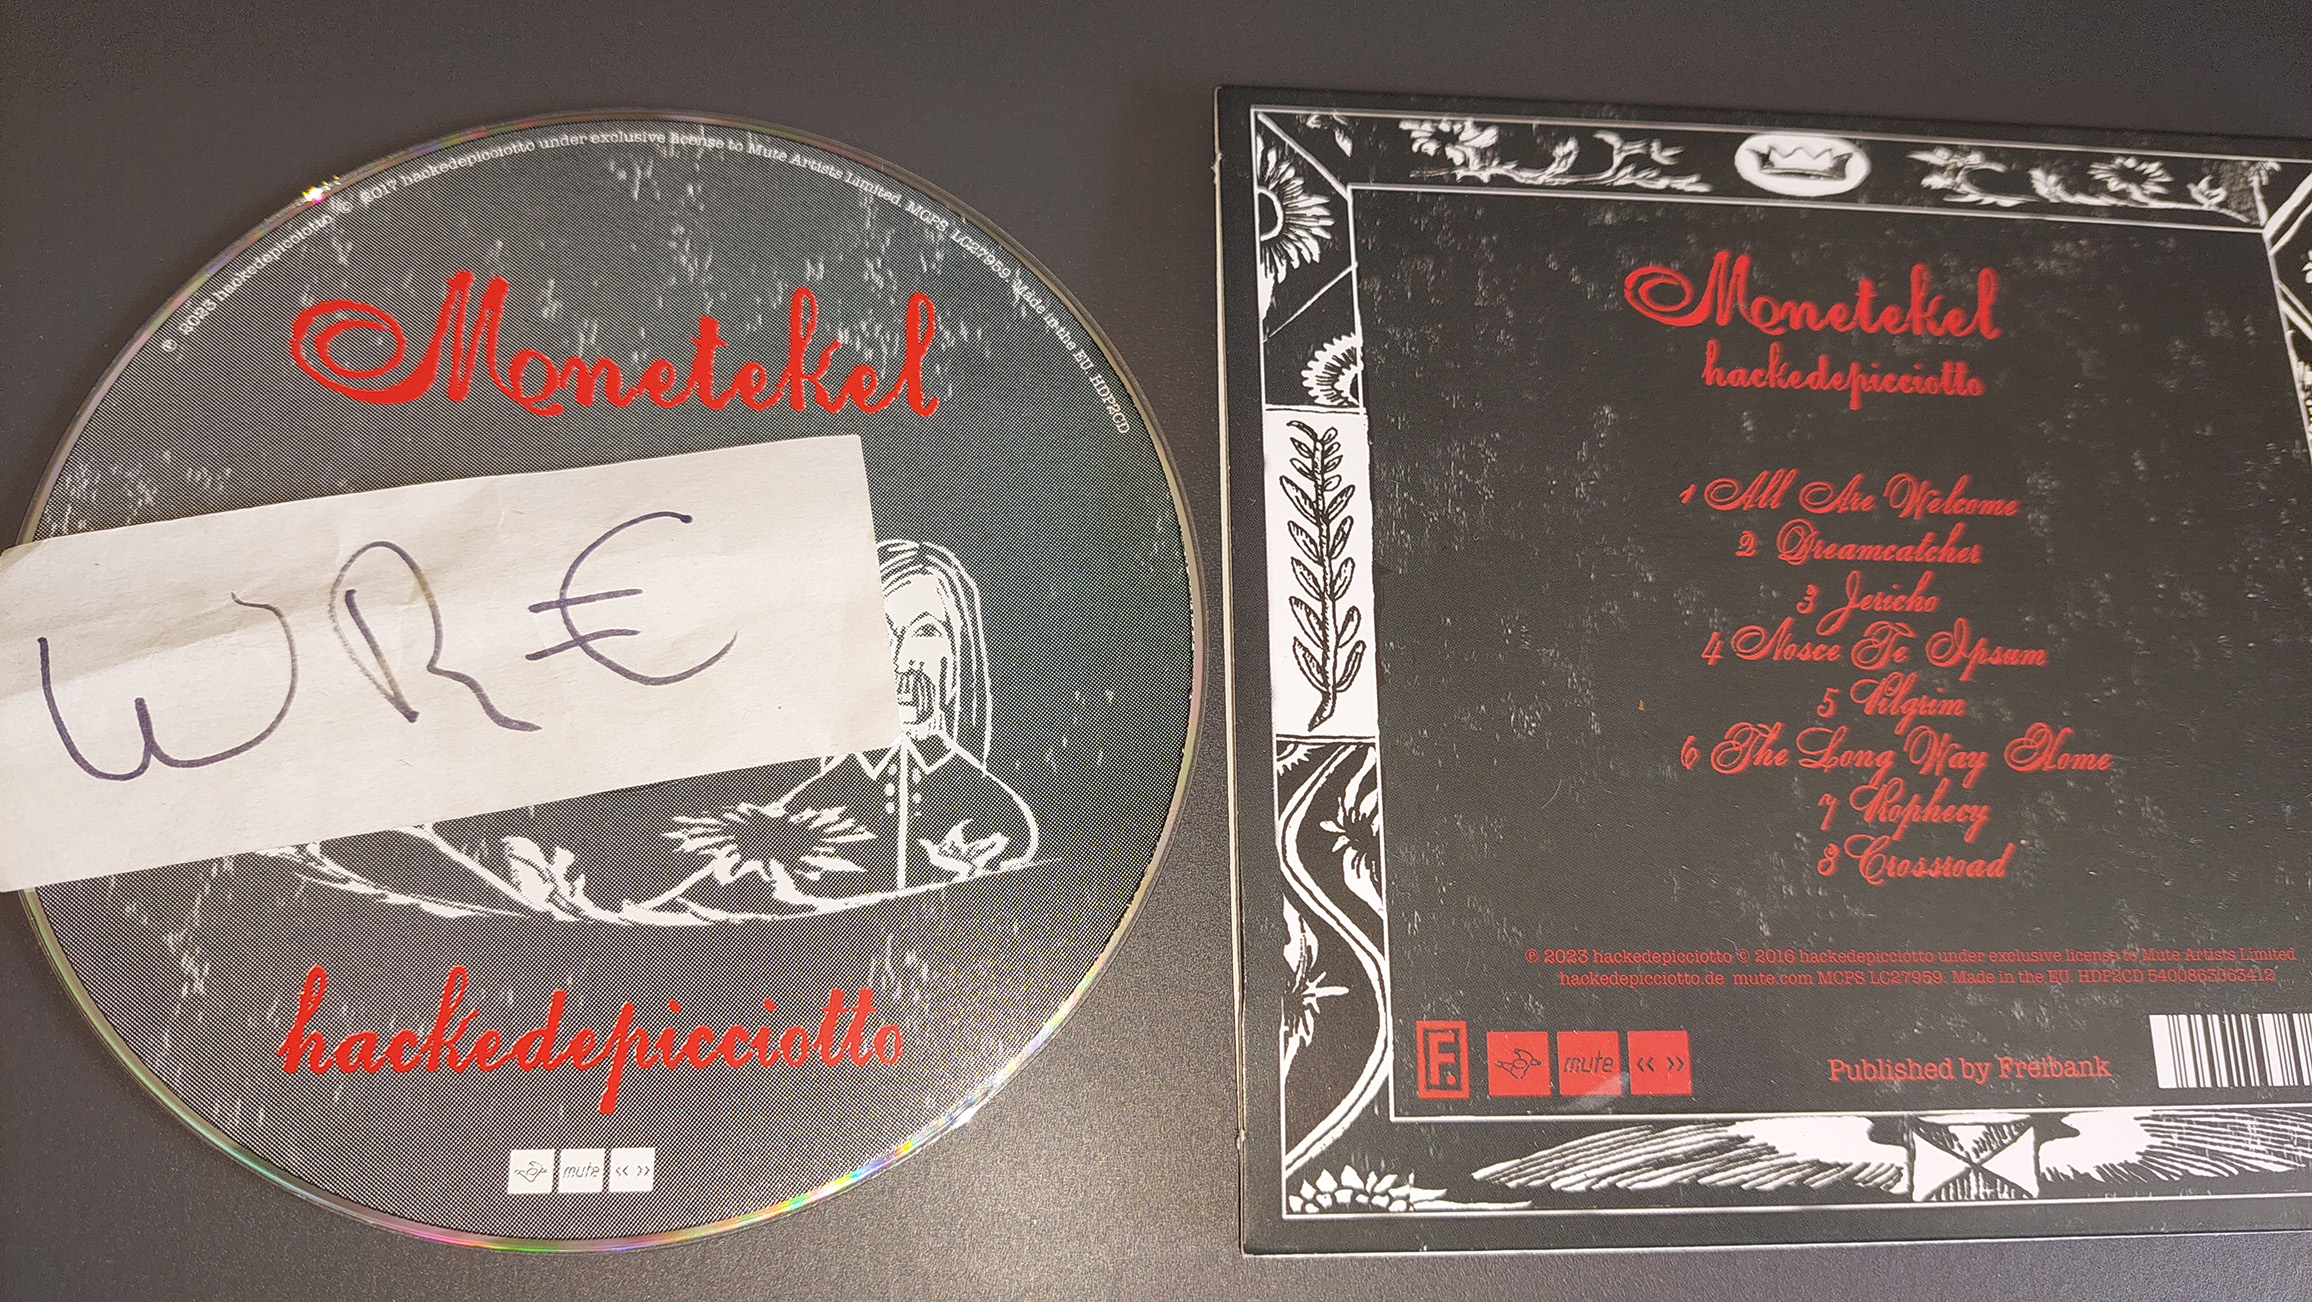 ℗ 2023 hackedepicciotto © 2017 hackedepicciotto under exclusive license to Mute Artists Limited. MCPS LC27959. Made in the EU HDP2CD
Monetekel
WRE
hackedepicciotto
mute
Monetekel
hackedepicciotto
1 All Are Welcome
2 Dreamcatcher
3 Jericho
4 Nosce Te Ipsum
5 Pilgrim
6 The Long Way Home
7 Prophecy
8 Crossroad
℗ 2023 hackedepicciotto © 2016 hackedepicciotto under exclusive license to Mute Artists Limited
hackedepicciotto.de mute.com MCPS LC27959. Made in the EU. HDP2CD 5400863063412
F.
mute
Published by Freibank